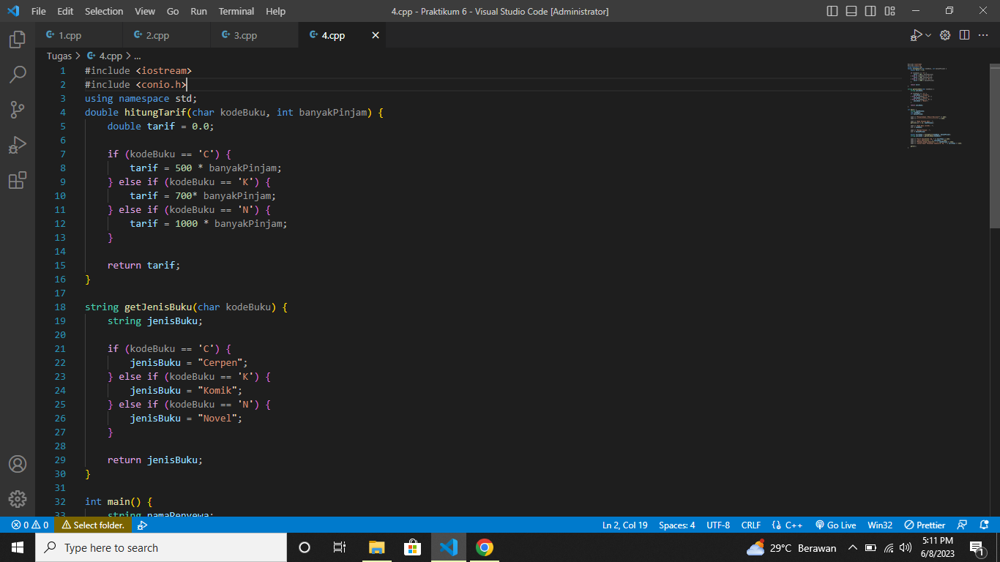 File Edit Selection View Go Run Terminal Help 4.cpp - Praktikum 6 - Visual Studio Code [Administrator]
1.cpp 2.cpp 3.cpp 4.cpp
Tugas > 4.cpp > ...
1 #include <iostream>
2 #include <conio.h>
3 using namespace std;
4 double hitungTarif(char kodeBuku, int banyakPinjam) {
5     double tarif = 0.0;
6
7     if (kodeBuku == 'C') {
8         tarif = 500 * banyakPinjam;
9     } else if (kodeBuku == 'K') {
10         tarif = 700* banyakPinjam;
11     } else if (kodeBuku == 'N') {
12         tarif = 1000 * banyakPinjam;
13     }
14
15     return tarif;
16 }
17
18 string getJenisBuku(char kodeBuku) {
19     string jenisBuku;
20
21     if (kodeBuku == 'C') {
22         jenisBuku = "Cerpen";
23     } else if (kodeBuku == 'K') {
24         jenisBuku = "Komik";
25     } else if (kodeBuku == 'N') {
26         jenisBuku = "Novel";
27     }
28
29     return jenisBuku;
30 }
31
32 int main() {
33     string namaPenyewa;
0 0 Select folder. Ln 2, Col 19 Spaces: 4 UTF-8 CRLF C++ Go Live Win32 Prettier
Type here to search 29°C Berawan 5:11 PM
6/8/2023 1